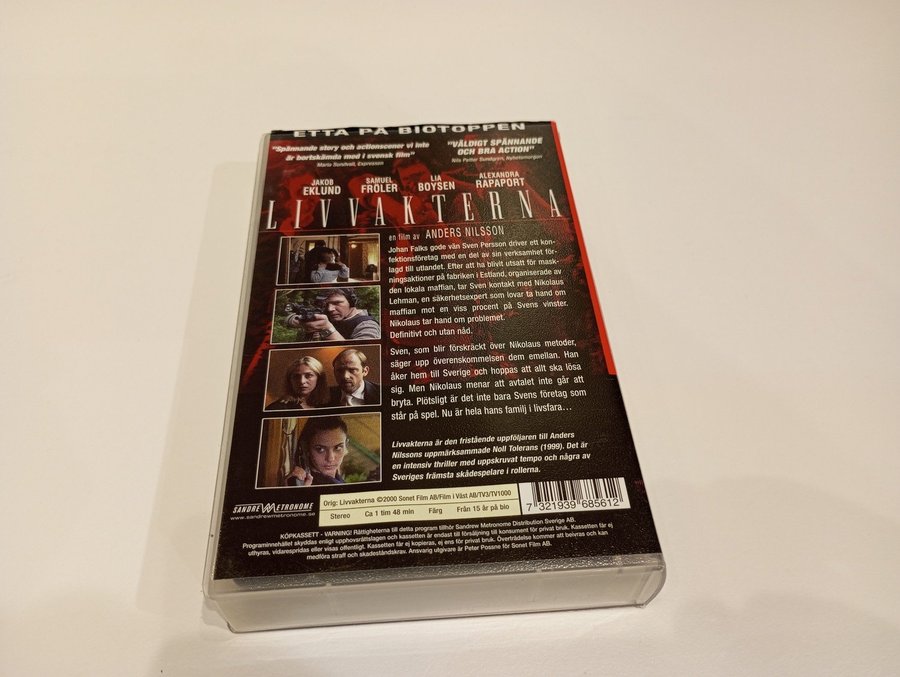 ETTA PÅ BIOTOPPEN
"Spännande story och actionscener vi inte
är bortskämda med i svensk film"
Maria Sundvall, Expressen
"VÄLDIGT SPÄNNANDE
OCH BRA ACTION"
Nils Petter Sundgren, Nyhetsmorgon
JAKOB EKLUND
SAMUEL FRÖLER
LIA BOYSEN
ALEXANDRA RAPAPORT
LIVVAKTERNA
en film av ANDERS NILSSON
Johan Falks gode vän Sven Persson driver ett kon-
fektionsföretag med en del av sin verksamhet för-
lagd till utlandet. Efter att ha blivit utsatt för mask-
ningsaktioner på fabriken i Estland, organiserade av
den lokala maffian, tar Sven kontakt med Nikolaus
Lehman, en säkerhetsexpert som lovar ta hand om
maffian mot en viss procent på Svens vinster.
Nikolaus tar hand om problemet.
Definitivt och utan nåd.
Sven, som blir förskräckt över Nikolaus metoder,
säger upp överenskommelsen dem emellan. Han
åker hem till Sverige och hoppas att allt ska lösa
sig. Men Nikolaus menar att avtalet inte går att
bryta. Plötsligt är det inte bara Svens företag som
står på spel. Nu är hela hans familj i livsfara...
Livvakterna är den fristående uppföljaren till Anders
Nilssons uppmärksammade Noll Tolerans (1999). Det är
en intensiv thriller med uppskruvat tempo och några av
Sveriges främsta skådespelare i rollerna.
SANDREW METRONOME
www.sandrewmetronome.se
Orig: Livvakterna ©2000 Sonet Film AB/Film i Väst AB/TV3/TV1000
Stereo Ca 1 tim 48 min Färg Från 15 år på bio
7 321939 685612
KÖPKASSETT - VARNING! Rättigheterna till detta program tillhör Sandrew Metronome Distribution Sverige AB.
Programinnehållet skyddas enligt upphovsrättslagen och kassetten är endast till försäljning till konsument för privat bruk. Kassetten får ej
uthyras, vidarespridas eller visas offentligt. Kassetten får ej kopieras, ej ens för privat bruk. Överträdelse kommer att beivras och kan
medföra straff och skadeståndskrav. Ansvarig utgivare är Peter Possne för Sonet Film AB.